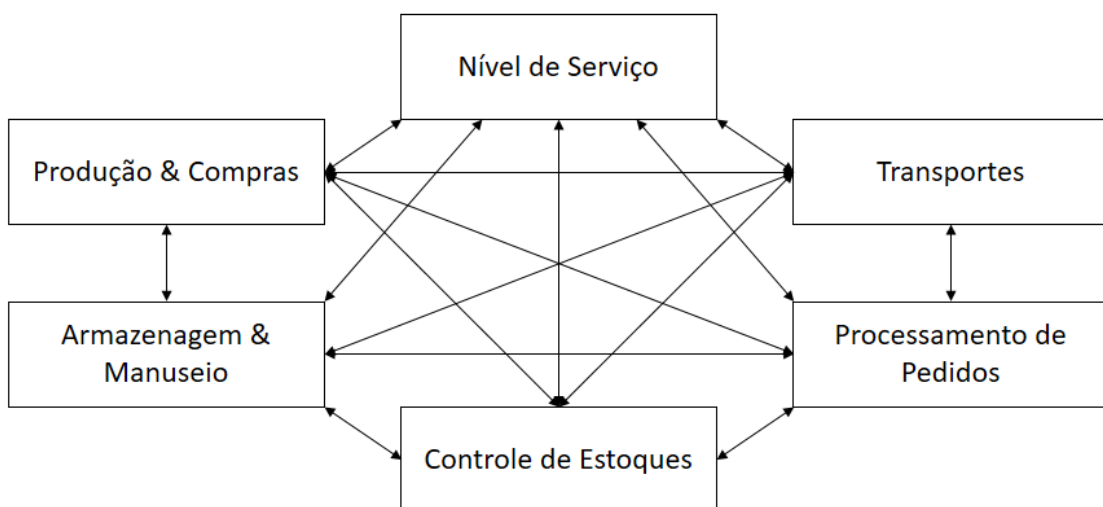 Nível de Serviço
Produção & Compras
Transportes
Armazenagem &
Manuseio
Processamento de
Pedidos
Controle de Estoques